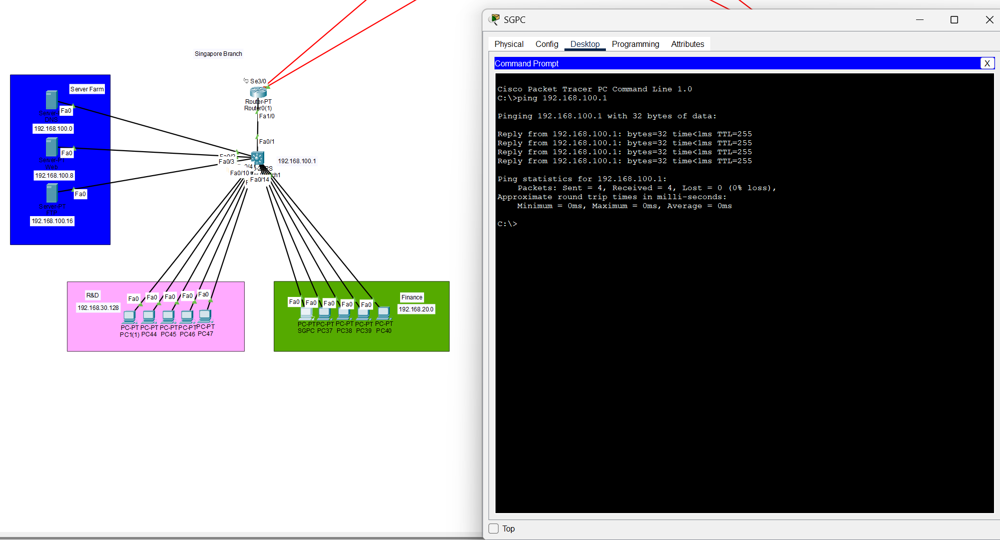 Singapore Branch
Se3/0
Router-PT
Router0(1)
Fa1/0
Fa0/1
Server Farm
Fa0
DNS
192.168.100.0
Fa0
Server-PT
Web
192.168.100.8
Fa0
Server-PT
FTP
192.168.100.16
Fa0/3
Fa0/10
Fa0/14
192.168.100.1
R&D
192.168.30.128
Fa0
Fa0
Fa0
Fa0
Fa0
PC-PT
PC1(1)
PC-PT
PC44
PC-PT
PC45
PC-PT
PC46
PC-PT
PC47
Fa0
Fa0
Fa0
Fa0
Fa0
Finance
192.168.20.0
PC-PT
SGPC
PC-PT
PC37
PC-PT
PC38
PC-PT
PC39
PC-PT
PC40
SGPC
Physical Config Desktop Programming Attributes
Command Prompt
X
Cisco Packet Tracer PC Command Line 1.0
C:\>ping 192.168.100.1
Pinging 192.168.100.1 with 32 bytes of data:
Reply from 192.168.100.1: bytes=32 time<1ms TTL=255
Reply from 192.168.100.1: bytes=32 time<1ms TTL=255
Reply from 192.168.100.1: bytes=32 time<1ms TTL=255
Reply from 192.168.100.1: bytes=32 time<1ms TTL=255
Ping statistics for 192.168.100.1:
Packets: Sent = 4, Received = 4, Lost = 0 (0% loss),
Approximate round trip times in milli-seconds:
Minimum = 0ms, Maximum = 0ms, Average = 0ms
C:\>
Top